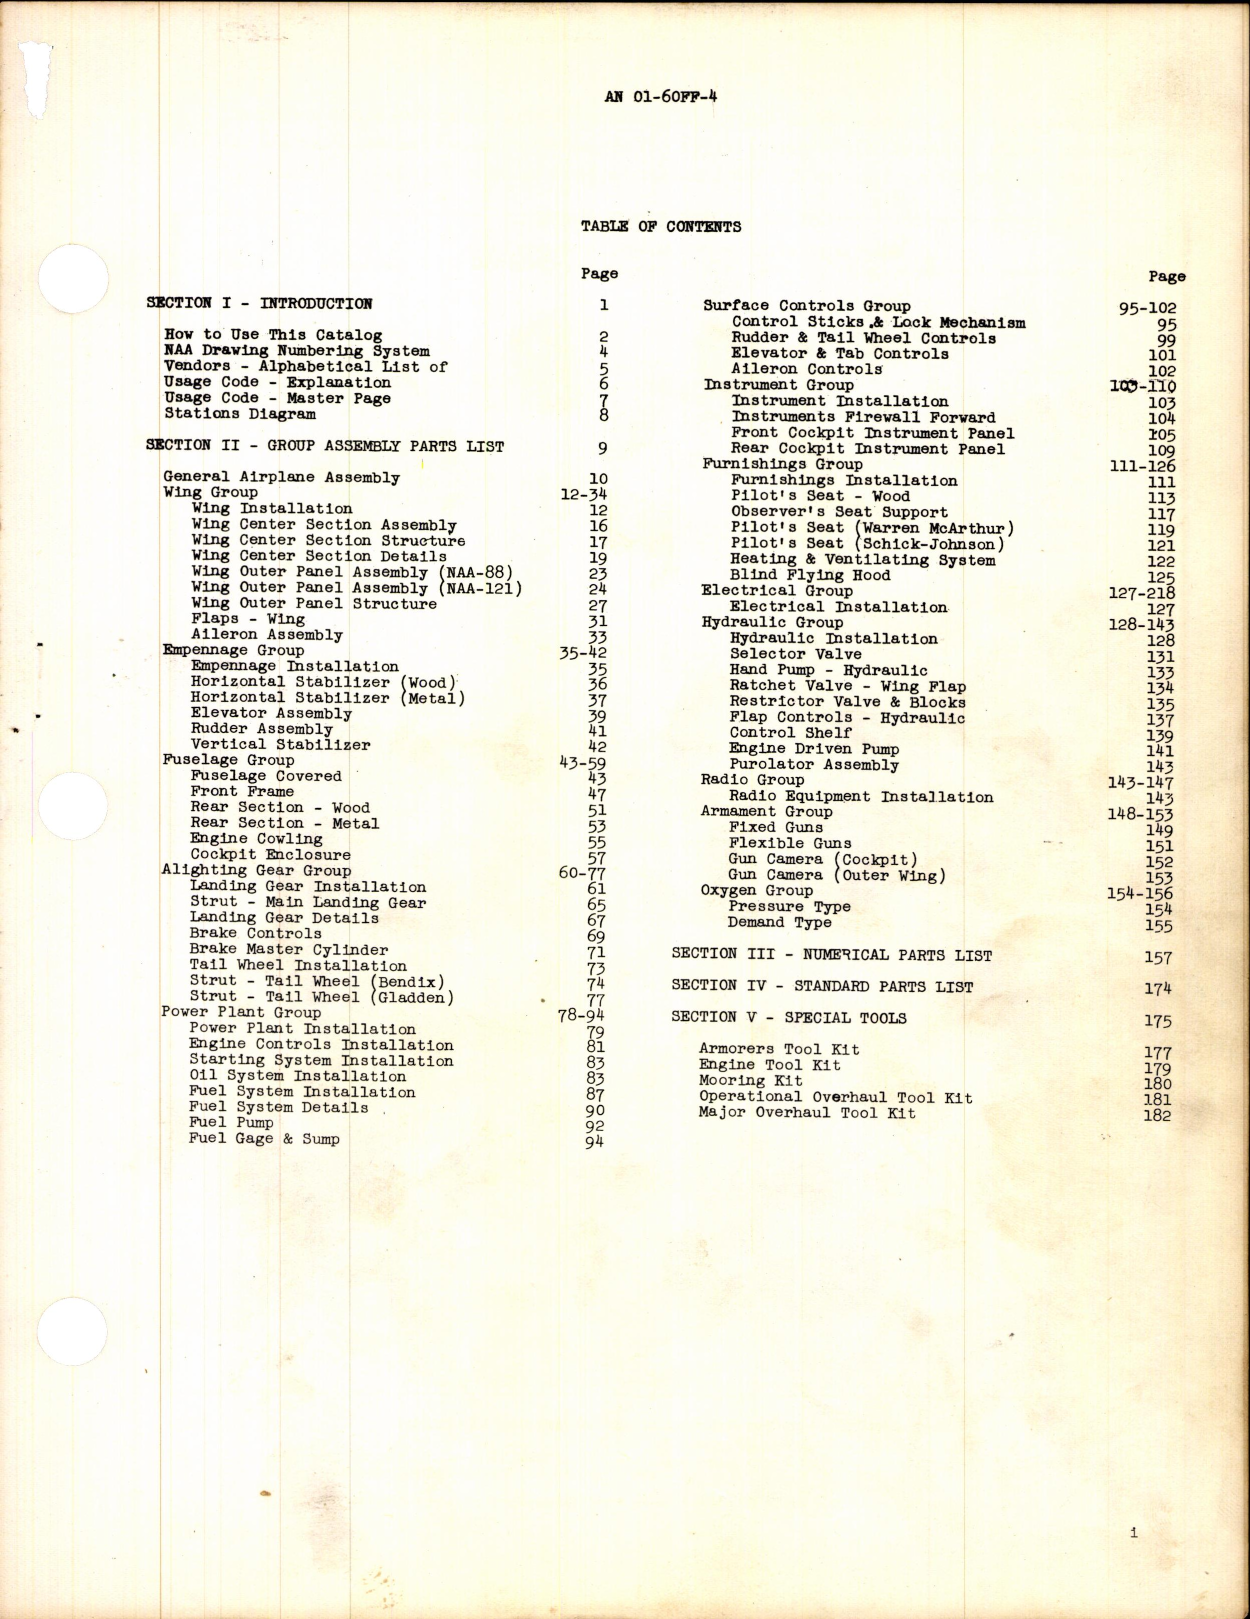 AN 01-60FF-4
TABLE OF CONTENTS
Page
SECTION I - INTRODUCTION 1
How to Use This Catalog 2
NAA Drawing Numbering System 4
Vendors - Alphabetical List of 5
Usage Code - Explanation 6
Usage Code - Master Page 7
Stations Diagram 8
SECTION II - GROUP ASSEMBLY PARTS LIST 9
General Airplane Assembly 10
Wing Group 12-34
Wing Installation 12
Wing Center Section Assembly 16
Wing Center Section Structure 17
Wing Center Section Details 19
Wing Outer Panel Assembly (NAA-88) 23
Wing Outer Panel Assembly (NAA-121) 24
Wing Outer Panel Structure 27
Flaps - Wing 31
Aileron Assembly 33
Empennage Group 35-42
Empennage Installation 35
Horizontal Stabilizer (Wood) 36
Horizontal Stabilizer (Metal) 37
Elevator Assembly 39
Rudder Assembly 41
Vertical Stabilizer 42
Fuselage Group 43-59
Fuselage Covered 43
Front Frame 47
Rear Section - Wood 51
Rear Section - Metal 53
Engine Cowling 55
Cockpit Enclosure 57
Alighting Gear Group 60-77
Landing Gear Installation 61
Strut - Main Landing Gear 65
Landing Gear Details 67
Brake Controls 69
Brake Master Cylinder 71
Tail Wheel Installation 73
Strut - Tail Wheel (Bendix) 74
Strut - Tail Wheel (Gladden) 77
Power Plant Group 78-94
Power Plant Installation 79
Engine Controls Installation 81
Starting System Installation 83
Oil System Installation 83
Fuel System Installation 87
Fuel System Details 90
Fuel Pump 92
Fuel Gage & Sump 94
Page
Surface Controls Group 95-102
Control Sticks & Lock Mechanism 95
Rudder & Tail Wheel Controls 99
Elevator & Tab Controls 101
Aileron Controls 102
Instrument Group 103-110
Instrument Installation 103
Instruments Firewall Forward 104
Front Cockpit Instrument Panel 105
Rear Cockpit Instrument Panel 109
Furnishings Group 111-126
Furnishings Installation 111
Pilot's Seat - Wood 113
Observer's Seat Support 117
Pilot's Seat (Warren McArthur) 119
Pilot's Seat (Schick-Johnson) 121
Heating & Ventilating System 122
Blind Flying Hood 125
Electrical Group 127-218
Electrical Installation 127
Hydraulic Group 128-143
Hydraulic Installation 128
Selector Valve 131
Hand Pump - Hydraulic 133
Ratchet Valve - Wing Flap 134
Restrictor Valve & Blocks 135
Flap Controls - Hydraulic 137
Control Shelf 139
Engine Driven Pump 141
Purolator Assembly 143
Radio Group 143-147
Radio Equipment Installation 143
Armament Group 148-153
Fixed Guns 149
Flexible Guns 151
Gun Camera (Cockpit) 152
Gun Camera (Outer Wing) 153
Oxygen Group 154-156
Pressure Type 154
Demand Type 155
SECTION III - NUMERICAL PARTS LIST 157
SECTION IV - STANDARD PARTS LIST 174
SECTION V - SPECIAL TOOLS 175
Armorers Tool Kit 177
Engine Tool Kit 179
Mooring Kit 180
Operational Overhaul Tool Kit 181
Major Overhaul Tool Kit 182
i